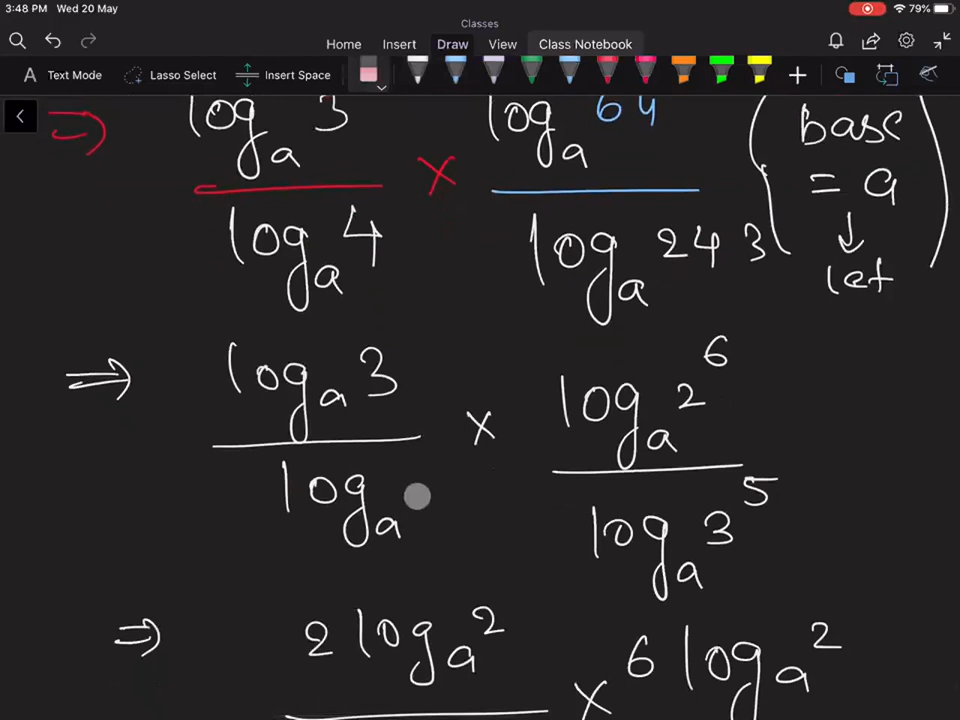 3:48 PM Wed 20 May
79%
Classes
Home Insert Draw View Class Notebook
A Text Mode Lasso Select Insert Space
⇒ log_a 3 / log_a 4 × log_a 64 / log_a 243 (base = a ↓ let)
⇒ log_a 3 / log_a × log_a 2^6 / log_a 3^5
⇒ 2 log_a 2 × 6 log_a 2